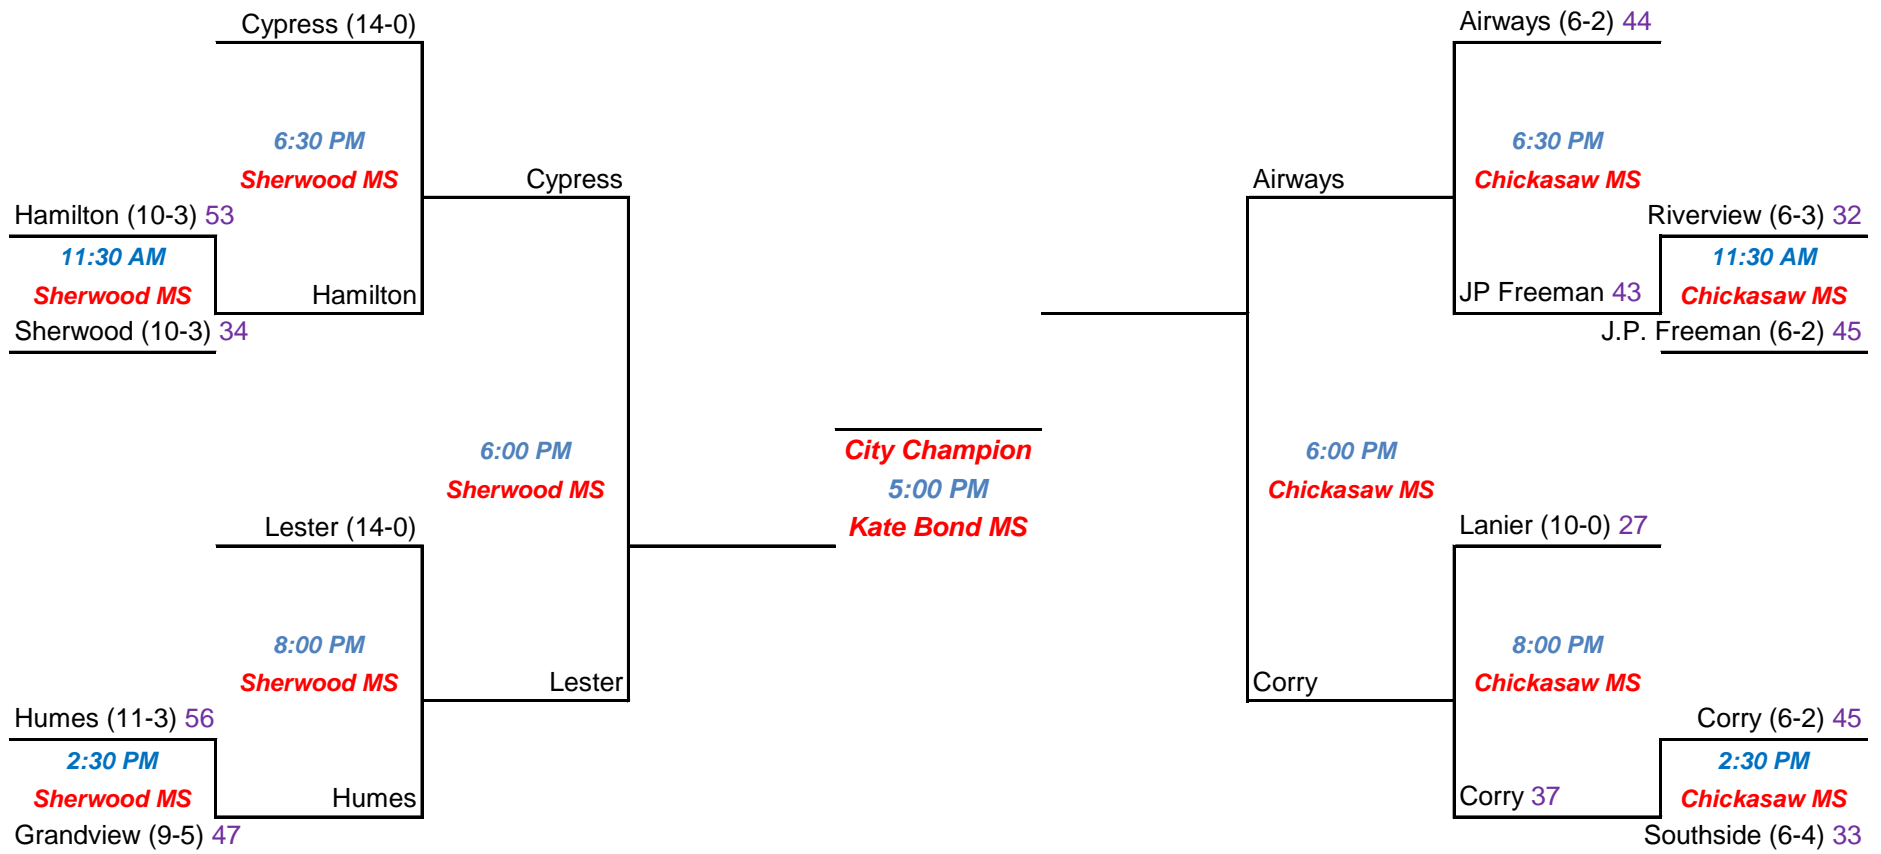 Cypress (14-0)
6:30 PM
Sherwood MS
Hamilton (10-3) 53
11:30 AM
Sherwood MS
Sherwood (10-3) 34
Hamilton
Cypress
6:00 PM
Sherwood MS
Lester (14-0)
8:00 PM
Sherwood MS
Lester
Humes (11-3) 56
2:30 PM
Sherwood MS
Grandview (9-5) 47
Humes
City Champion
5:00 PM
Kate Bond MS
Airways (6-2) 44
6:30 PM
Chickasaw MS
Airways
Riverview (6-3) 32
11:30 AM
Chickasaw MS
J.P. Freeman (6-2) 45
JP Freeman 43
6:00 PM
Chickasaw MS
Lanier (10-0) 27
8:00 PM
Chickasaw MS
Corry
Corry (6-2) 45
2:30 PM
Chickasaw MS
Southside (6-4) 33
Corry 37